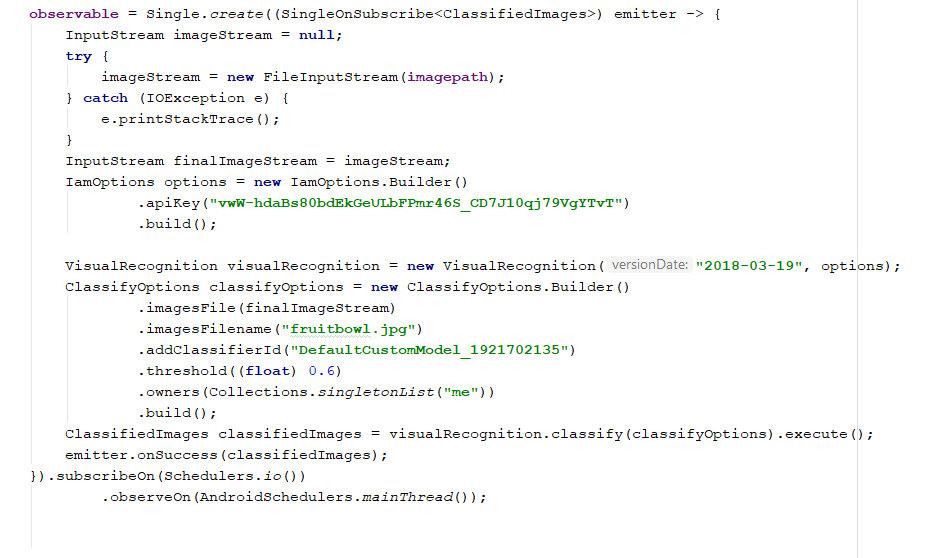 observable = Single.create((SingleOnSubscribe<ClassifiedImages>) emitter -> {
InputStream imageStream = null;
try {
imageStream = new FileInputStream(imagepath);
} catch (IOException e) {
e.printStackTrace();
}
InputStream finalImageStream = imageStream;
IamOptions options = new IamOptions.Builder()
.apiKey("vwW-hdaBs80bdEkGeULbFPmr46S_CD7J10qj79VgYTvT")
.build();
VisualRecognition visualRecognition = new VisualRecognition( versionDate: "2018-03-19", options);
ClassifyOptions classifyOptions = new ClassifyOptions.Builder()
.imagesFile(finalImageStream)
.imagesFilename("fruitbowl.jpg")
.addClassifierId("DefaultCustomModel_1921702135")
.threshold((float) 0.6)
.owners(Collections.singletonList("me"))
.build();
ClassifiedImages classifiedImages = visualRecognition.classify(classifyOptions).execute();
emitter.onSuccess(classifiedImages);
}).subscribeOn(Schedulers.io())
.observeOn(AndroidSchedulers.mainThread());